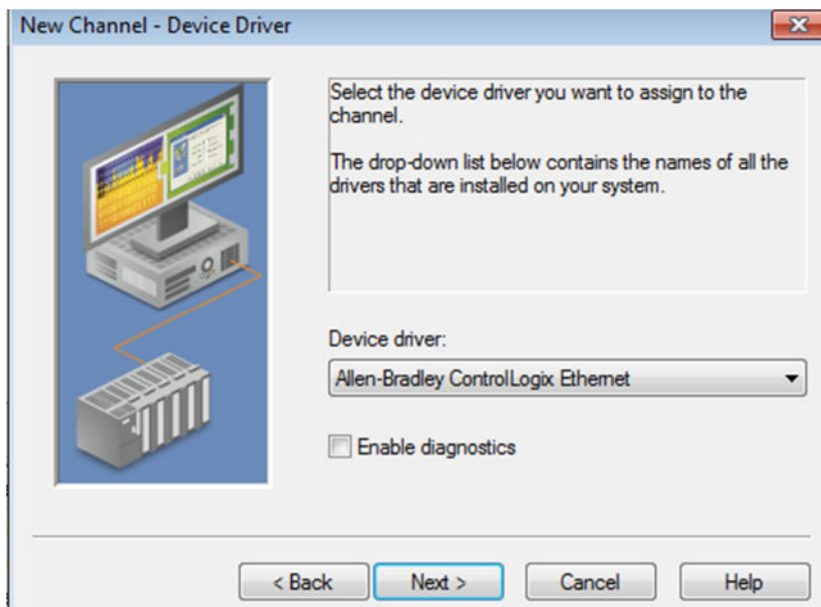 New Channel - Device Driver
Select the device driver you want to assign to the
channel.
The drop-down list below contains the names of all the
drivers that are installed on your system.
Device driver:
Allen-Bradley ControlLogix Ethernet
Enable diagnostics
< Back
Next >
Cancel
Help